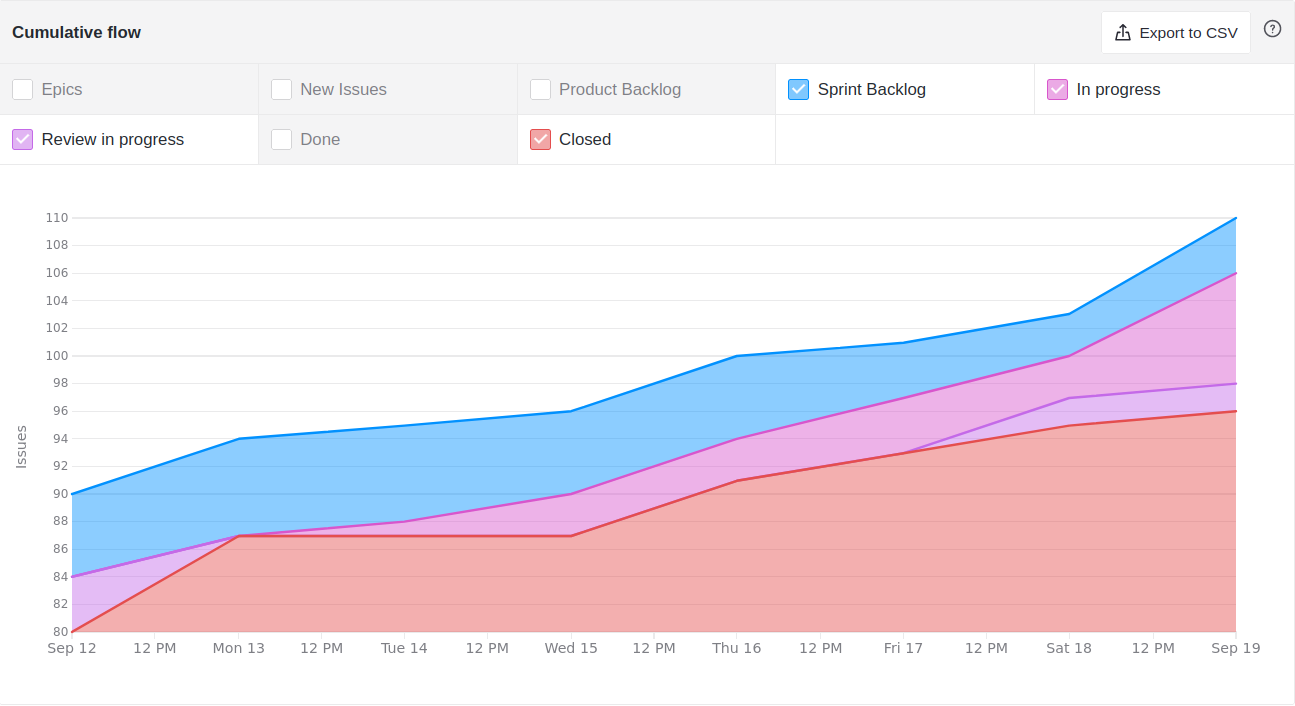 Cumulative flow
Export to CSV
?
Epics
New Issues
Product Backlog
Sprint Backlog
In progress
Review in progress
Done
Closed
110
108
106
104
102
100
98
96
94
92
90
88
86
84
82
80
Issues
Sep 12
12 PM
Mon 13
12 PM
Tue 14
12 PM
Wed 15
12 PM
Thu 16
12 PM
Fri 17
12 PM
Sat 18
12 PM
Sep 19